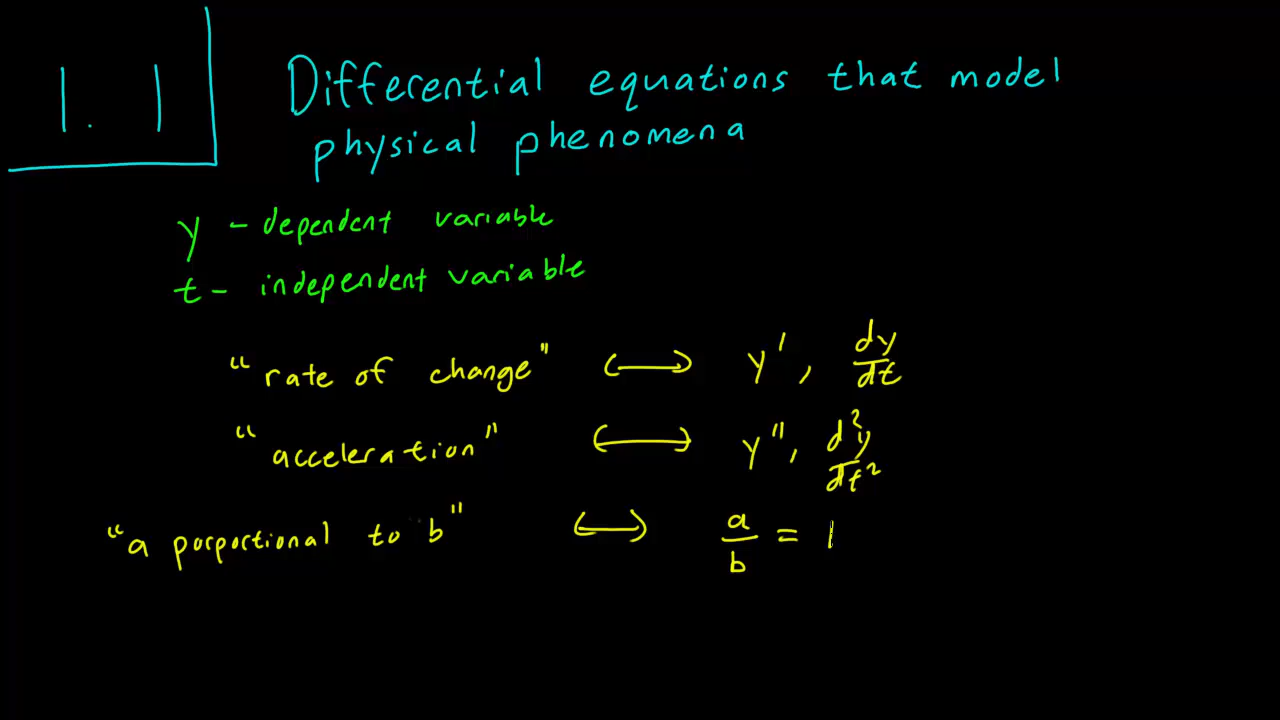 1.1
Differential equations that model
physical phenomena
y - dependent variable
t - independent variable
"rate of change" ⟷ y', dy/dt
"acceleration" ⟷ y'', d²y/dt²
"a porportional to b" ⟷ a/b = 1